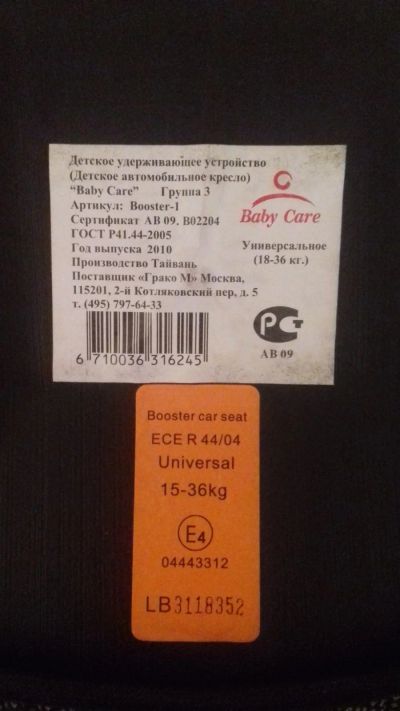 Детское удерживающее устройство
(Детское автомобильное кресло)
"Baby Care" Группа 3
Артикул: Booster-1
Сертификат АВ 09. В02204
ГОСТ Р41.44-2005
Год выпуска 2010
Производство Тайвань
Поставщик «Грако М» Москва,
115201, 2-й Котляковский пер, д. 5
т. (495) 797-64-33
6 710036 316245
Baby Care
Универсальное
(18-36 кг.)
РСТ
АВ 09
Booster car seat
ECE R 44/04
Universal
15-36kg
E4
04443312
LB3118352